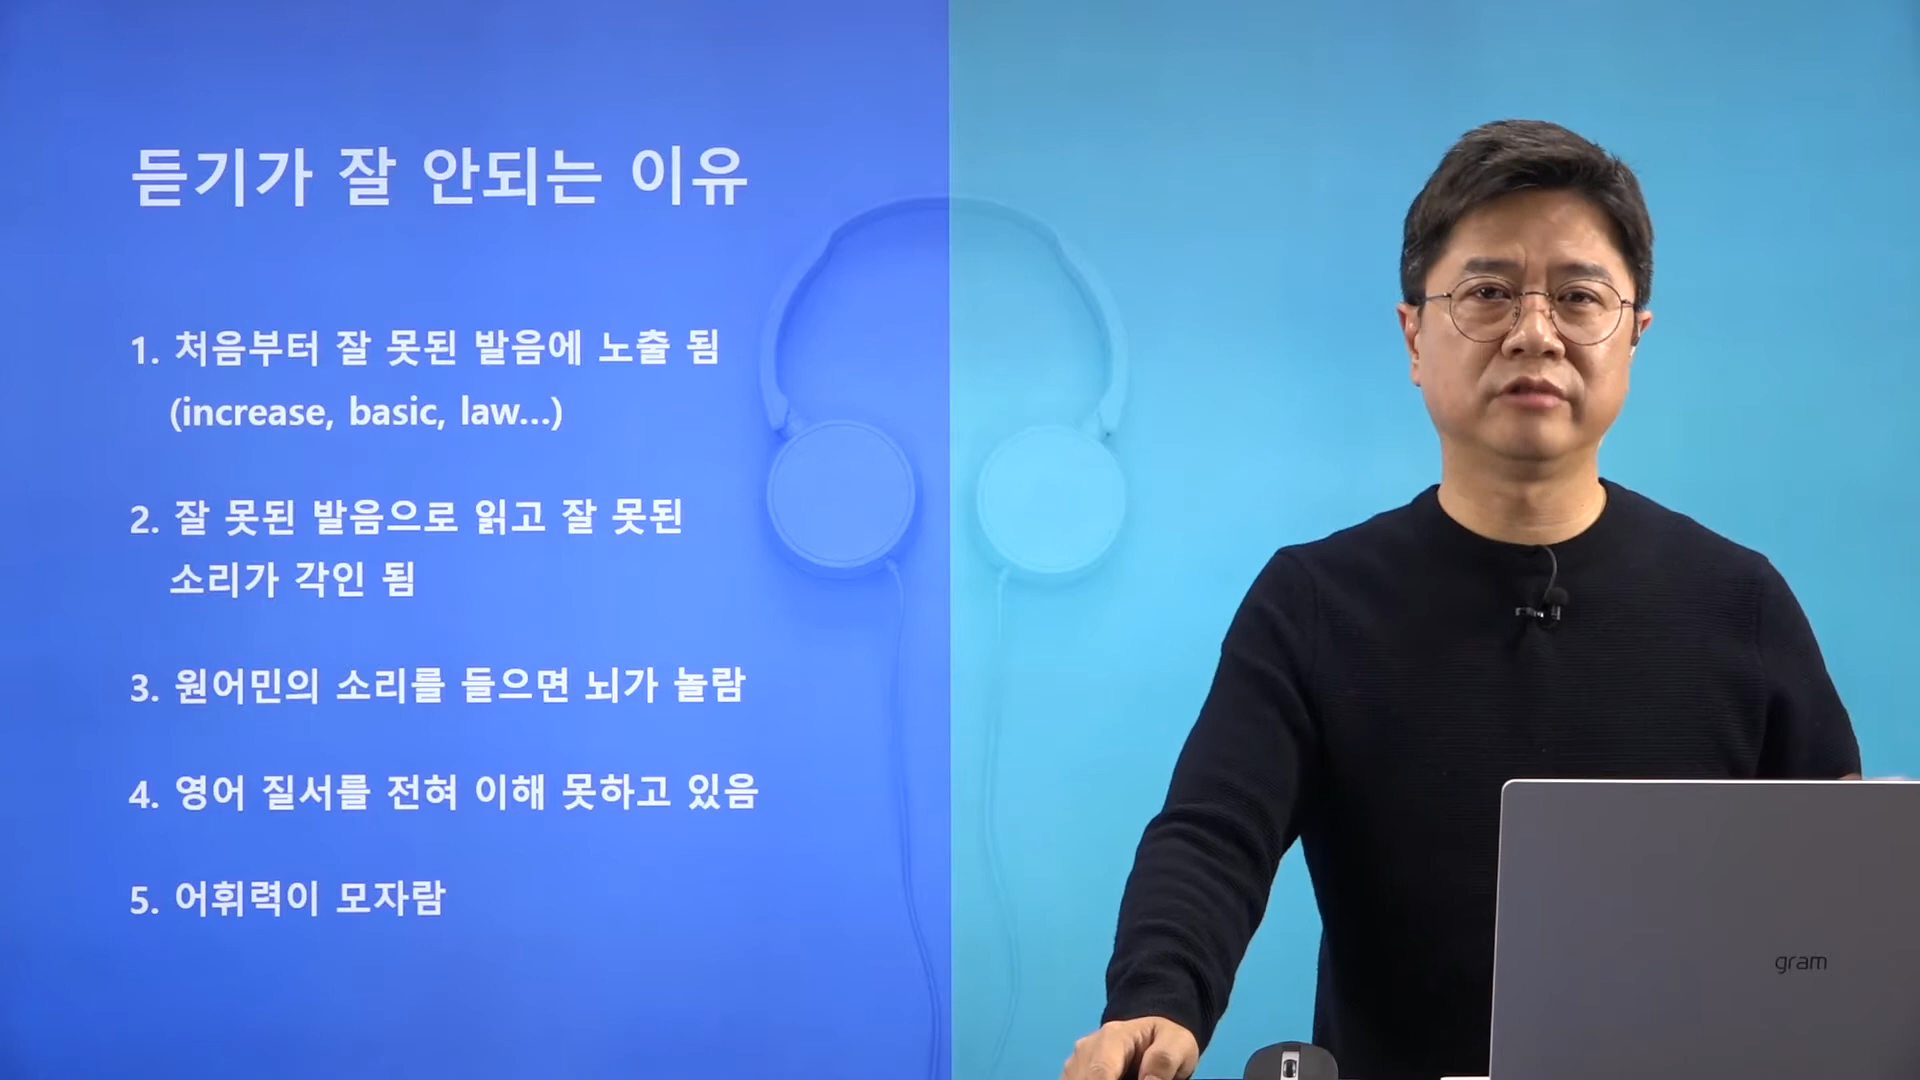 듣기가 잘 안되는 이유
1. 처음부터 잘 못된 발음에 노출 됨
(increase, basic, law...)
2. 잘 못된 발음으로 읽고 잘 못된
소리가 각인 됨
3. 원어민의 소리를 들으면 뇌가 놀람
4. 영어 질서를 전혀 이해 못하고 있음
5. 어휘력이 모자람
gram